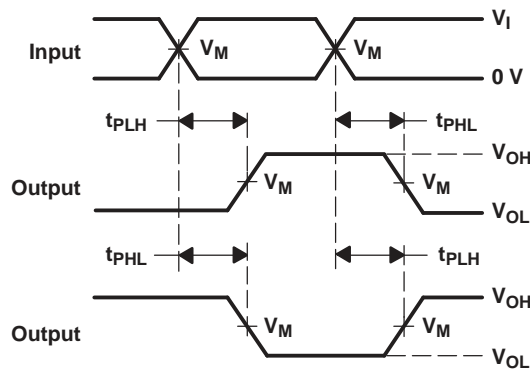 V_I
Input V_M V_M
0 V
t_PLH t_PHL
V_OH
Output V_M V_M
V_OL
t_PHL t_PLH
V_OH
Output V_M V_M
V_OL